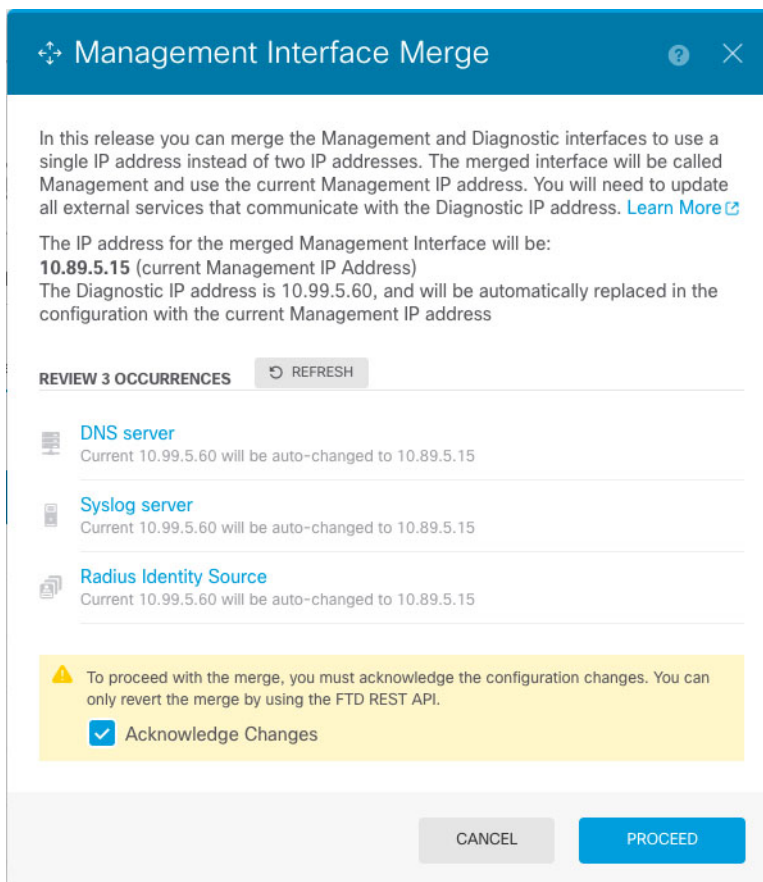 Management Interface Merge
In this release you can merge the Management and Diagnostic interfaces to use a
single IP address instead of two IP addresses. The merged interface will be called
Management and use the current Management IP address. You will need to update
all external services that communicate with the Diagnostic IP address. Learn More
The IP address for the merged Management Interface will be:
10.89.5.15 (current Management IP Address)
The Diagnostic IP address is 10.99.5.60, and will be automatically replaced in the
configuration with the current Management IP address
REVIEW 3 OCCURRENCES REFRESH
DNS server
Current 10.99.5.60 will be auto-changed to 10.89.5.15
Syslog server
Current 10.99.5.60 will be auto-changed to 10.89.5.15
Radius Identity Source
Current 10.99.5.60 will be auto-changed to 10.89.5.15
To proceed with the merge, you must acknowledge the configuration changes. You can
only revert the merge by using the FTD REST API.
Acknowledge Changes
CANCEL PROCEED